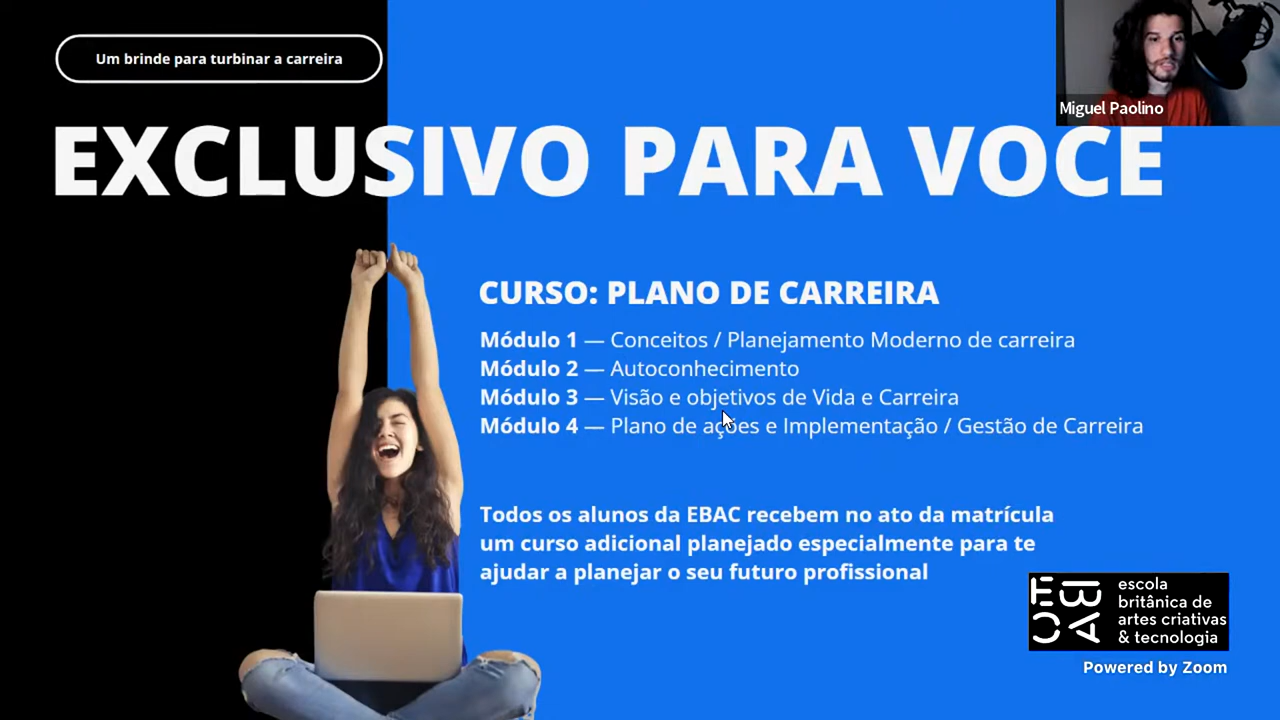 Um brinde para turbinar a carreira
Miguel Paolino
EXCLUSIVO PARA VOCE
CURSO: PLANO DE CARREIRA
Módulo 1 — Conceitos / Planejamento Moderno de carreira
Módulo 2 — Autoconhecimento
Módulo 3 — Visão e objetivos de Vida e Carreira
Módulo 4 — Plano de ações e Implementação / Gestão de Carreira
Todos os alunos da EBAC recebem no ato da matrícula
um curso adicional planejado especialmente para te
ajudar a planejar o seu futuro profissional
EBAC
escola
britânica de
artes criativas
& tecnologia
Powered by Zoom